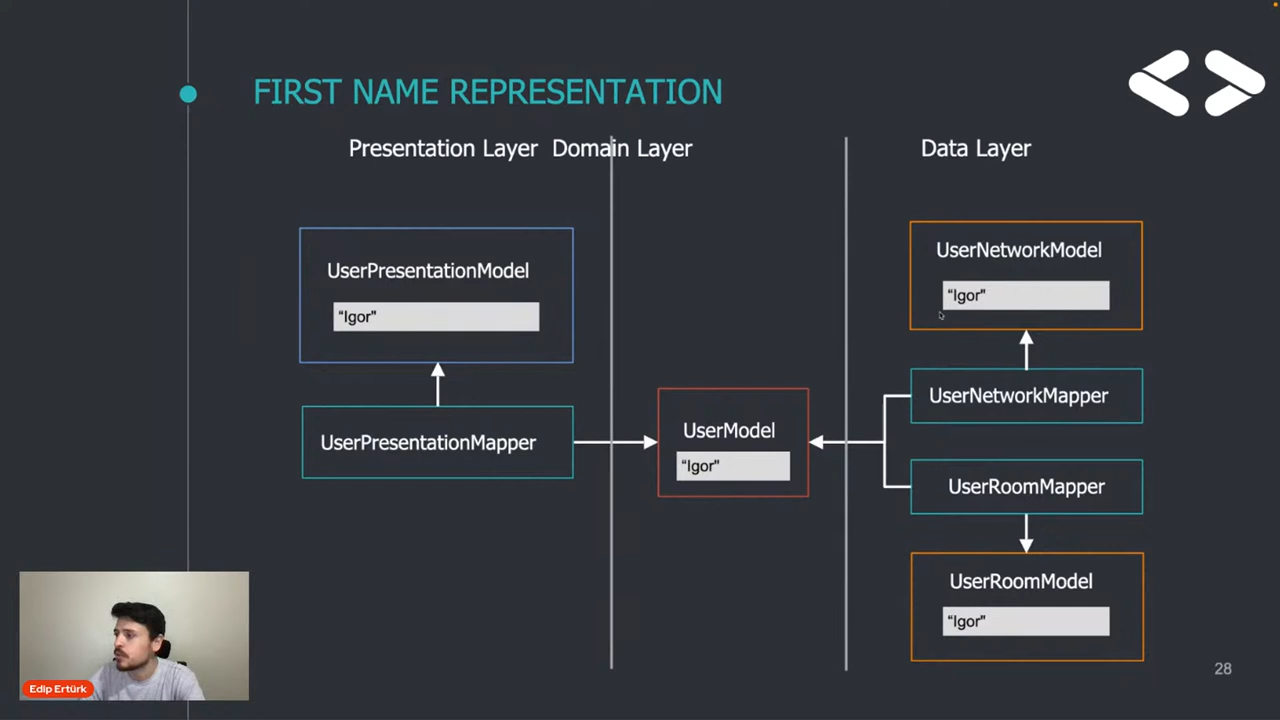 FIRST NAME REPRESENTATION
Presentation Layer
Domain Layer
Data Layer
UserPresentationModel
“Igor”
UserPresentationMapper
UserModel
“Igor”
UserNetworkModel
“Igor”
UserNetworkMapper
UserRoomMapper
UserRoomModel
“Igor”
Edip Ertürk
28